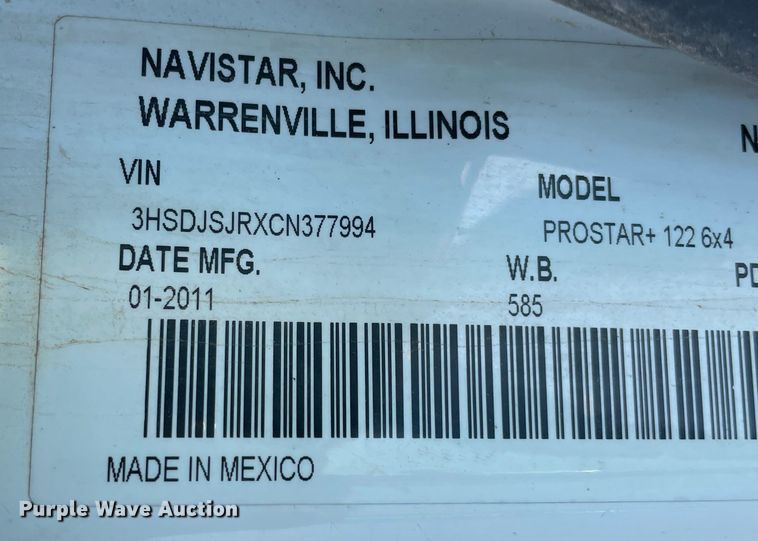 NAVISTAR, INC.
WARRENVILLE, ILLINOIS
N
VIN
MODEL
3HSDJSJRXCN377994
PROSTAR+ 122 6x4
DATE MFG.
W.B.
PD
01-2011
585
MADE IN MEXICO
Purple Wave Auction